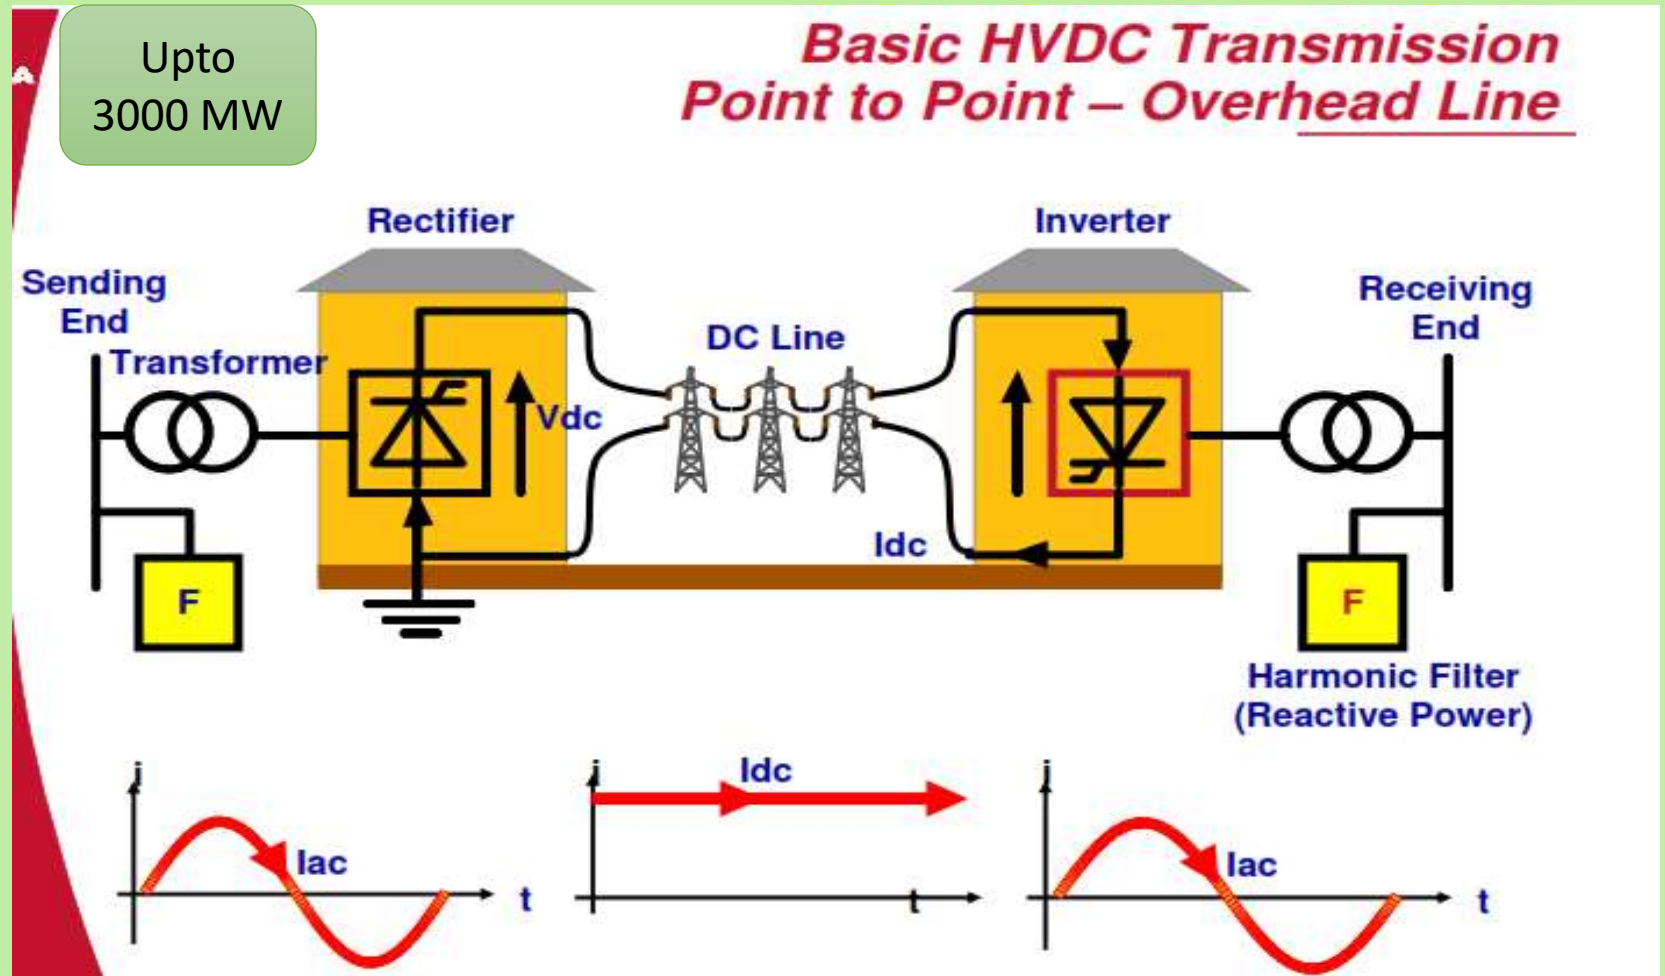 A
Upto
3000 MW
Basic HVDC Transmission
Point to Point – Overhead Line
Rectifier
Inverter
Sending
End
Receiving
End
Transformer
DC Line
Vdc
Idc
F
F
Harmonic Filter
(Reactive Power)
i
Iac
t
i
Idc
t
i
Iac
t